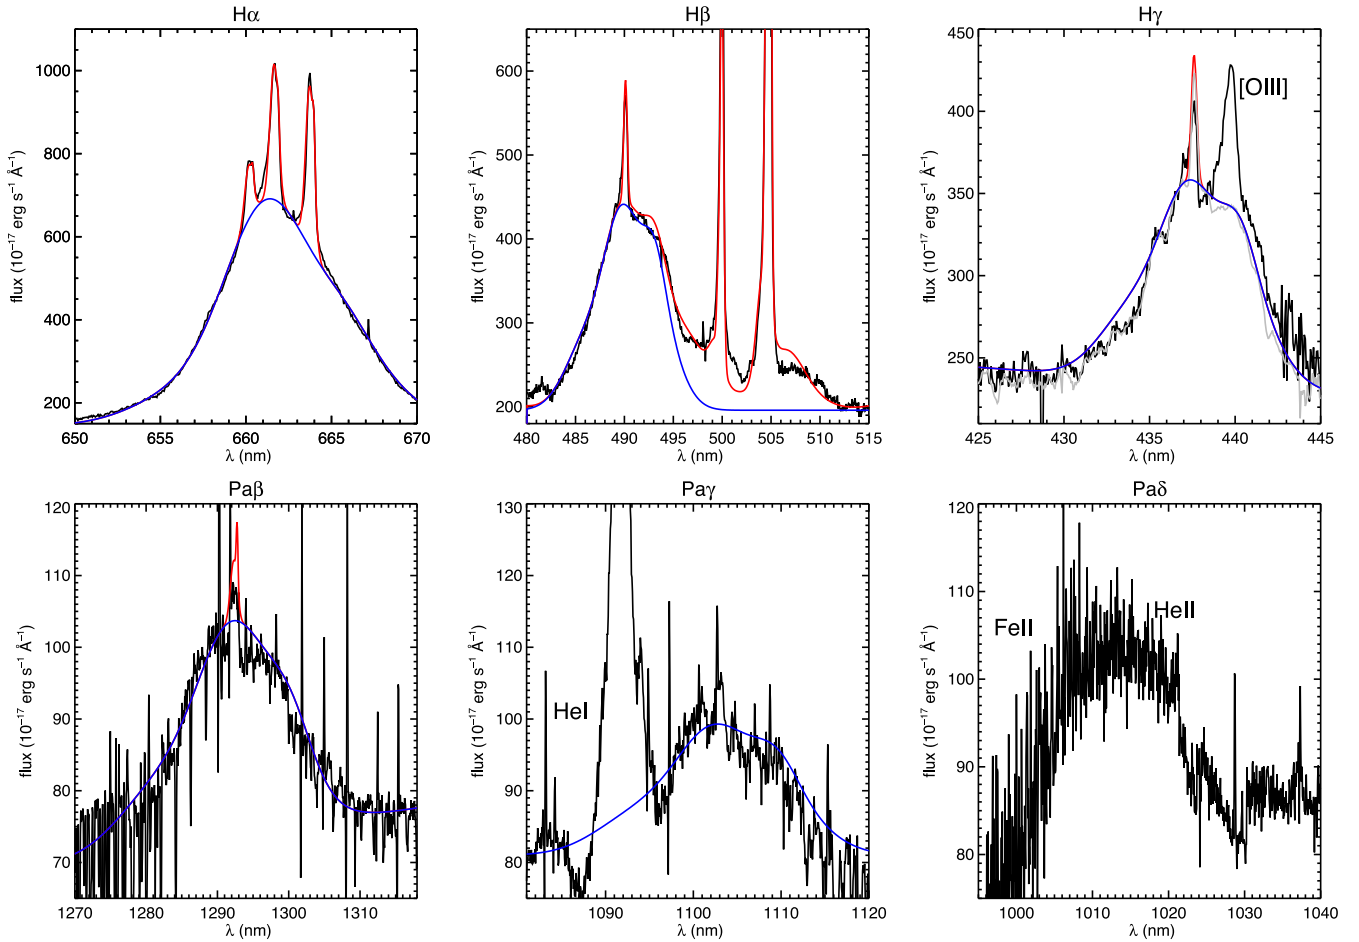 Hα
1000
800
600
400
200
650 655 660 665 670
λ (nm)
flux (10⁻¹⁷ erg s⁻¹ Å⁻¹)
Hβ
600
500
400
300
200
480 485 490 495 500 505 510 515
λ (nm)
flux (10⁻¹⁷ erg s⁻¹ Å⁻¹)
Hγ
[OIII]
450
400
350
300
250
425 430 435 440 445
λ (nm)
flux (10⁻¹⁷ erg s⁻¹ Å⁻¹)
Paβ
120
110
100
90
80
70
1270 1280 1290 1300 1310
λ (nm)
flux (10⁻¹⁷ erg s⁻¹ Å⁻¹)
Paγ
HeI
130
120
110
100
90
80
1090 1100 1110 1120
λ (nm)
flux (10⁻¹⁷ erg s⁻¹ Å⁻¹)
Paδ
HeII
FeII
120
110
100
90
80
1000 1010 1020 1030 1040
λ (nm)
flux (10⁻¹⁷ erg s⁻¹ Å⁻¹)